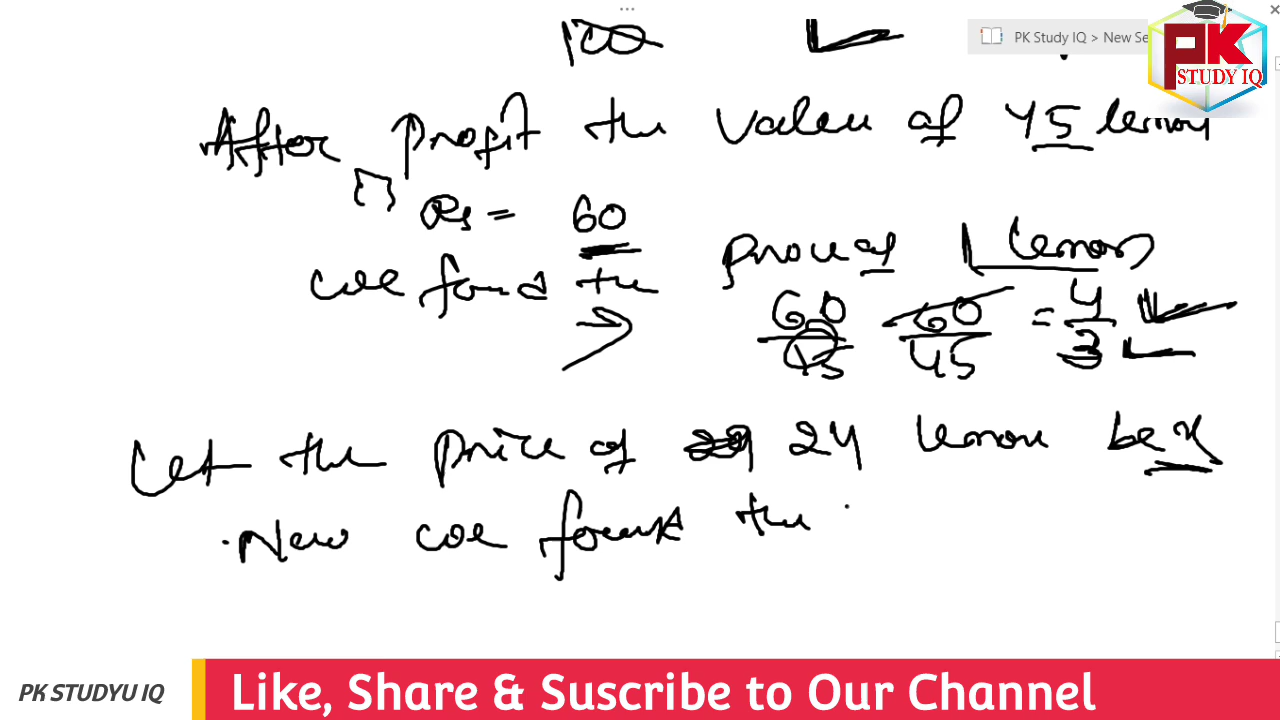 100
PK Study IQ > New Se
PK
STUDY IQ
After profit the value of 45 lemon
Rs = 60
we found the price of 1 lemon
60/45 60/45 = 4/3
Let the price of 24 lemon be x
New we found the
PK STUDYU IQ
Like, Share & Suscribe to Our Channel